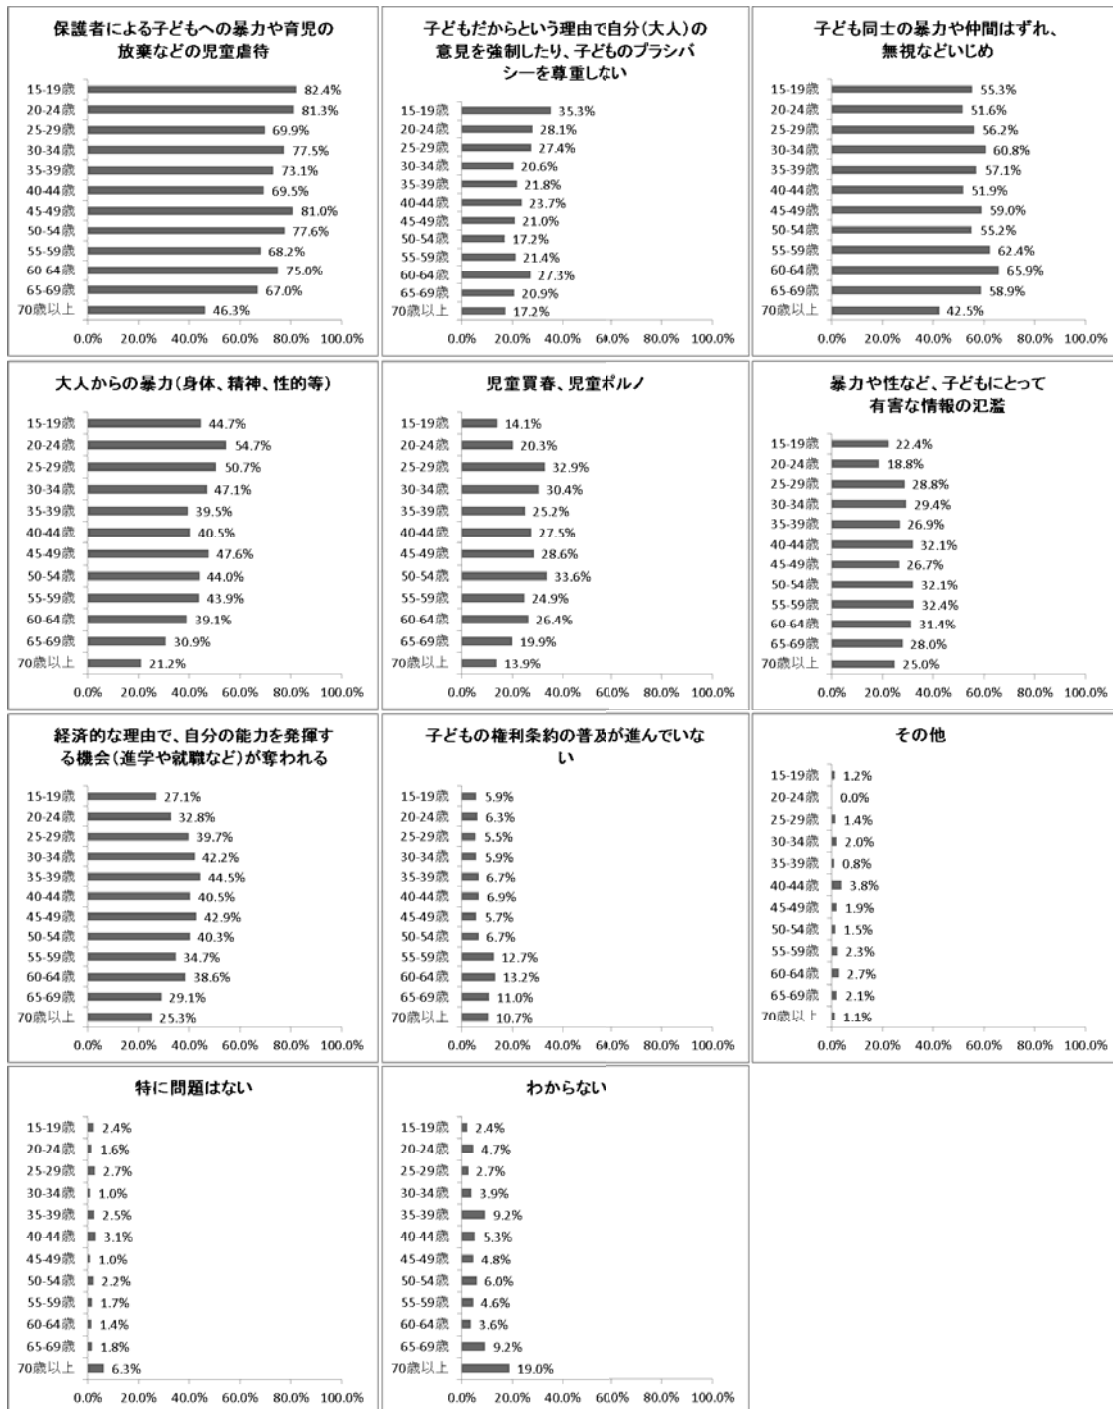 保護者による子どもへの暴力や育児の
放棄などの児童虐待
15-19歳 82.4%
20-24歳 81.3%
25-29歳 69.9%
30-34歳 77.5%
35-39歳 73.1%
40-44歳 69.5%
45-49歳 81.0%
50-54歳 77.6%
55-59歳 68.2%
60-64歳 75.0%
65-69歳 67.0%
70歳以上 46.3%
0.0% 20.0% 40.0% 60.0% 80.0% 100.0%
子どもだからという理由で自分(大人)の
意見を強制したり、子どものプラシバ
シーを尊重しない
15-19歳 35.3%
20-24歳 28.1%
25-29歳 27.4%
30-34歳 20.6%
35-39歳 21.8%
40-44歳 23.7%
45-49歳 21.0%
50-54歳 17.2%
55-59歳 21.4%
60-64歳 27.3%
65-69歳 20.9%
70歳以上 17.2%
0.0% 20.0% 40.0% 60.0% 80.0% 100.0%
子ども同士の暴力や仲間はずれ、
無視などいじめ
15-19歳 55.3%
20-24歳 51.6%
25-29歳 56.2%
30-34歳 60.8%
35-39歳 57.1%
40-44歳 51.9%
45-49歳 59.0%
50-54歳 55.2%
55-59歳 62.4%
60-64歳 65.9%
65-69歳 58.9%
70歳以上 42.5%
0.0% 20.0% 40.0% 60.0% 80.0% 100.0%
大人からの暴力(身体、精神、性的等)
15-19歳 44.7%
20-24歳 54.7%
25-29歳 50.7%
30-34歳 47.1%
35-39歳 39.5%
40-44歳 40.5%
45-49歳 47.6%
50-54歳 44.0%
55-59歳 43.9%
60-64歳 39.1%
65-69歳 30.9%
70歳以上 21.2%
0.0% 20.0% 40.0% 60.0% 80.0% 100.0%
児童買春、児童ポルノ
15-19歳 14.1%
20-24歳 20.3%
25-29歳 32.9%
30-34歳 30.4%
35-39歳 25.2%
40-44歳 27.5%
45-49歳 28.6%
50-54歳 33.6%
55-59歳 24.9%
60-64歳 26.4%
65-69歳 19.9%
70歳以上 13.9%
0.0% 20.0% 40.0% 60.0% 80.0% 100.0%
暴力や性など、子どもにとって
有害な情報の氾濫
15-19歳 22.4%
20-24歳 18.8%
25-29歳 28.8%
30-34歳 29.4%
35-39歳 26.9%
40-44歳 32.1%
45-49歳 26.7%
50-54歳 32.1%
55-59歳 32.4%
60-64歳 31.4%
65-69歳 28.0%
70歳以上 25.0%
0.0% 20.0% 40.0% 60.0% 80.0% 100.0%
経済的な理由で、自分の能力を発揮す
る機会(進学や就職など)が奪われる
15-19歳 27.1%
20-24歳 32.8%
25-29歳 39.7%
30-34歳 42.2%
35-39歳 44.5%
40-44歳 40.5%
45-49歳 42.9%
50-54歳 40.3%
55-59歳 34.7%
60-64歳 38.6%
65-69歳 29.1%
70歳以上 25.3%
0.0% 20.0% 40.0% 60.0% 80.0% 100.0%
子どもの権利条約の普及が進んでいな
い
15-19歳 5.9%
20-24歳 6.3%
25-29歳 5.5%
30-34歳 5.9%
35-39歳 6.7%
40-44歳 6.9%
45-49歳 5.7%
50-54歳 6.7%
55-59歳 12.7%
60-64歳 13.2%
65-69歳 11.0%
70歳以上 10.7%
0.0% 20.0% 40.0% 60.0% 80.0% 100.0%
その他
15-19歳 1.2%
20-24歳 0.0%
25-29歳 1.4%
30-34歳 2.0%
35-39歳 0.8%
40-44歳 3.8%
45-49歳 1.9%
50-54歳 1.5%
55-59歳 2.3%
60-64歳 2.7%
65-69歳 2.1%
70歳以上 1.1%
0.0% 20.0% 40.0% 60.0% 80.0% 100.0%
特に問題はない
15-19歳 2.4%
20-24歳 1.6%
25-29歳 2.7%
30-34歳 1.0%
35-39歳 2.5%
40-44歳 3.1%
45-49歳 1.0%
50-54歳 2.2%
55-59歳 1.7%
60-64歳 1.4%
65-69歳 1.8%
70歳以上 6.3%
0.0% 20.0% 40.0% 60.0% 80.0% 100.0%
わからない
15-19歳 2.4%
20-24歳 4.7%
25-29歳 2.7%
30-34歳 3.9%
35-39歳 9.2%
40-44歳 5.3%
45-49歳 4.8%
50-54歳 6.0%
55-59歳 4.6%
60-64歳 3.6%
65-69歳 9.2%
70歳以上 19.0%
0.0% 20.0% 40.0% 60.0% 80.0% 100.0%